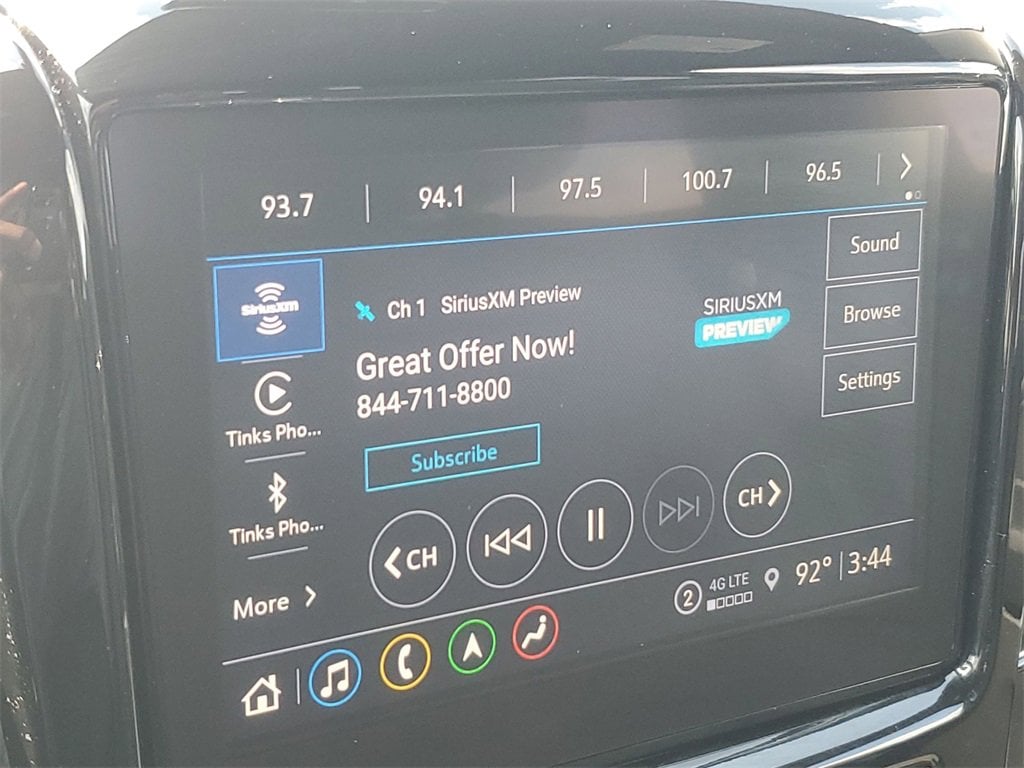 93.7 | 94.1 | 97.5 | 100.7 | 96.5 >
Sound
SiriusXM
Ch 1 SiriusXM Preview
SIRIUSXM
PREVIEW
Browse
Great Offer Now!
844-711-8800
Settings
Tinks Pho...
Subscribe
Tinks Pho...
<CH
CH>
More >
2 4G LTE 92° | 3:44